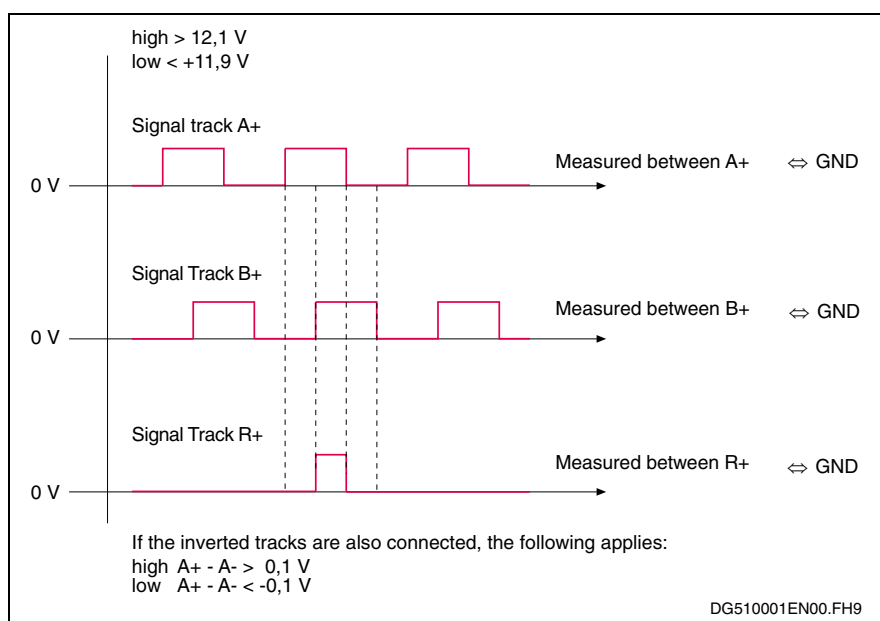 high > 12,1 V
low < +11,9 V
Signal track A+
Measured between A+ ⇔ GND
0 V
Signal Track B+
Measured between B+ ⇔ GND
0 V
Signal Track R+
Measured between R+ ⇔ GND
0 V
If the inverted tracks are also connected, the following applies:
high A+ - A- > 0,1 V
low A+ - A- < -0,1 V
DG510001EN00.FH9